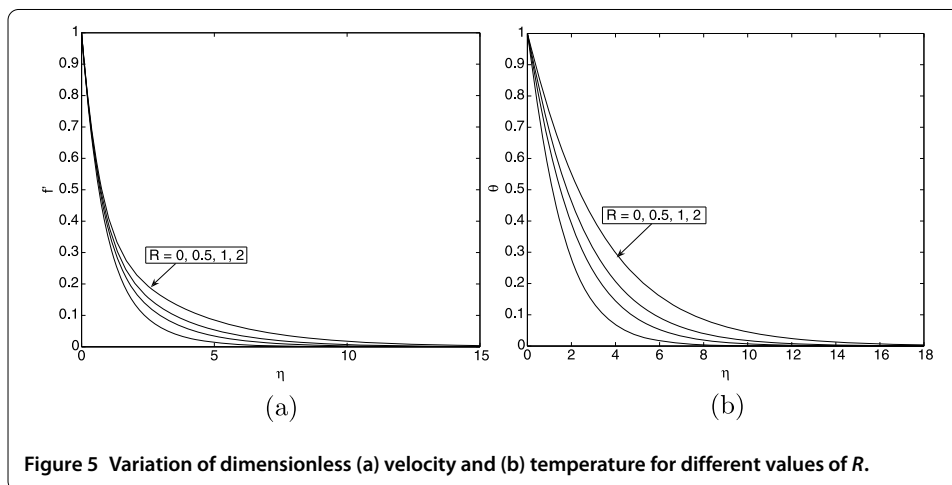 1
0.9
0.8
0.7
0.6
0.5
0.4
0.3
0.2
0.1
0
f'
R = 0, 0.5, 1, 2
0 5 10 15
η
(a)
1
0.9
0.8
0.7
0.6
0.5
0.4
0.3
0.2
0.1
0
θ
R = 0, 0.5, 1, 2
0 2 4 6 8 10 12 14 16 18
η
(b)
Figure 5 Variation of dimensionless (a) velocity and (b) temperature for different values of R.